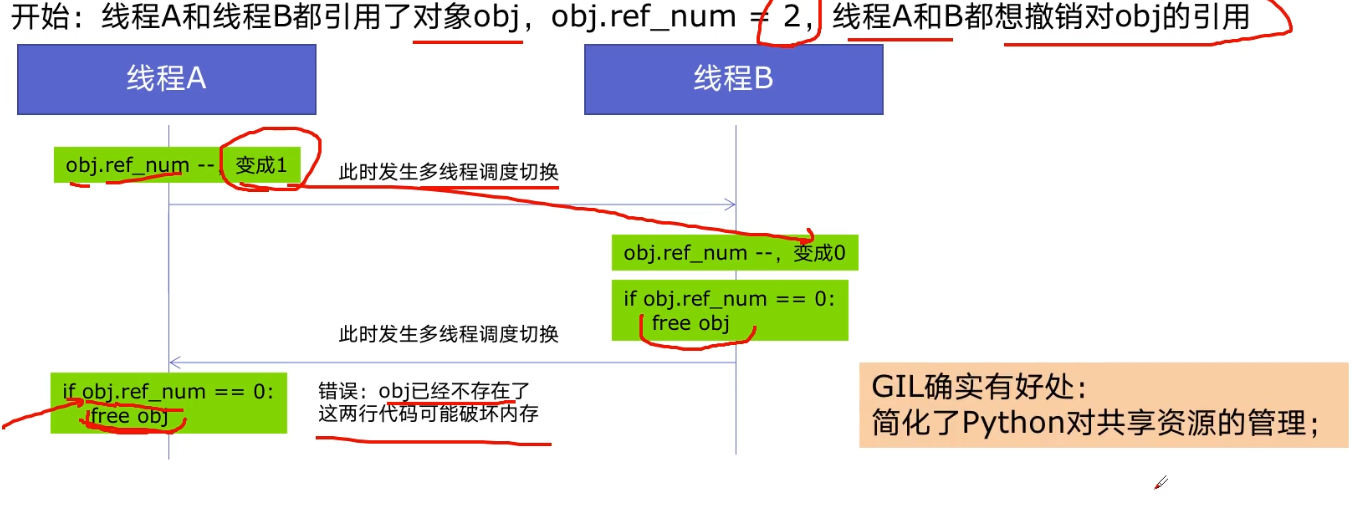 开始：线程A和线程B都引用了对象obj，obj.ref_num = 2，线程A和B都想撤销对obj的引用
线程A
线程B
obj.ref_num --，变成1
此时发生多线程调度切换
obj.ref_num --，变成0
if obj.ref_num == 0:
free obj
此时发生多线程调度切换
if obj.ref_num == 0:
free obj
错误：obj已经不存在了
这两行代码可能破坏内存
GIL确实有好处：
简化了Python对共享资源的管理；